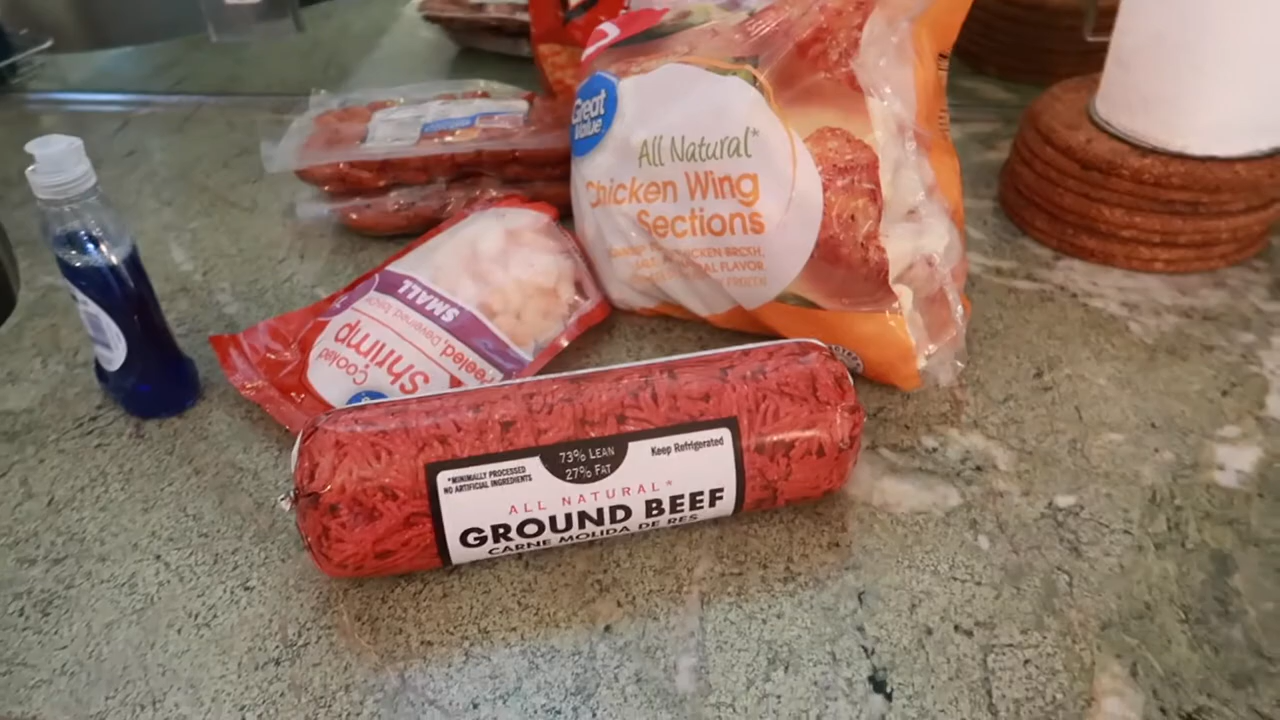 Great
Value
All Natural*
Chicken Wing
Sections
SMALL
Peeled, Deveined,
Cooked
Shrimp
*MINIMALLY PROCESSED
NO ARTIFICIAL INGREDIENTS
73% LEAN
27% FAT
Keep Refrigerated
ALL NATURAL*
GROUND BEEF
CARNE MOLIDA DE RES